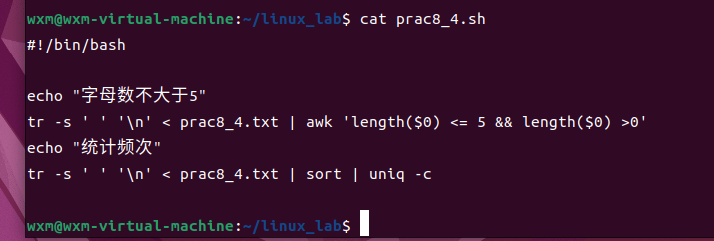 wxm@wxm-virtual-machine:~/linux_lab$ cat prac8_4.sh
#!/bin/bash
echo "字母数不大于5"
tr -s ' ' '\n' < prac8_4.txt | awk 'length($0) <= 5 && length($0) >0'
echo "统计频次"
tr -s ' ' '\n' < prac8_4.txt | sort | uniq -c
wxm@wxm-virtual-machine:~/linux_lab$